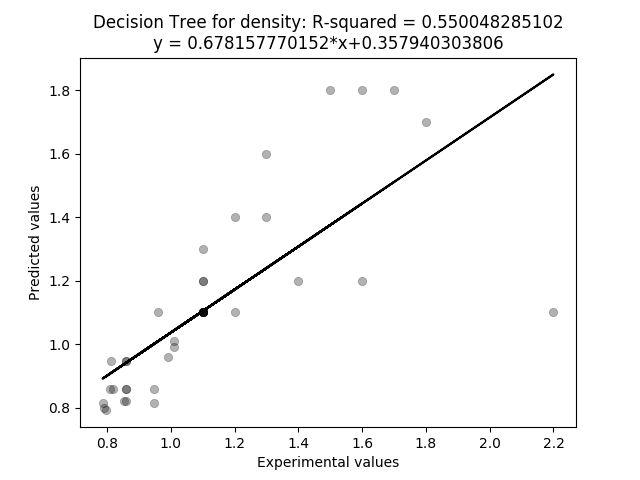 Decision Tree for density: R-squared = 0.550048285102
y = 0.678157770152*x+0.357940303806
1.8
1.6
1.4
1.2
1.0
0.8
Predicted values
0.8 1.0 1.2 1.4 1.6 1.8 2.0 2.2
Experimental values